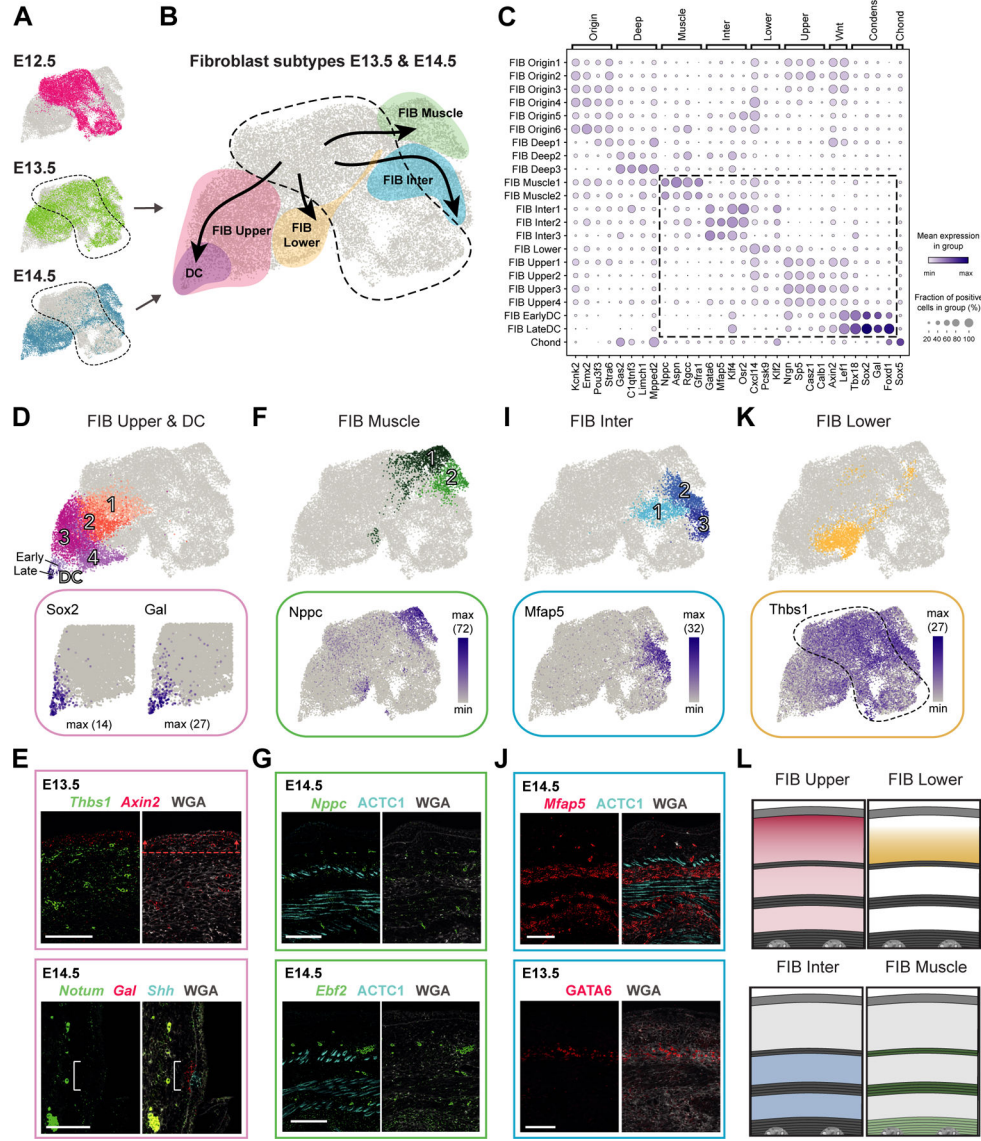 A
E12.5
E13.5
E14.5
B
Fibroblast subtypes E13.5 & E14.5
FIB Muscle
FIB Inter
FIB Upper
FIB Lower
DC
C
Origin Deep Muscle Inter Lower Upper Wnt Condens Chond
FIB Origin1
FIB Origin2
FIB Origin3
FIB Origin4
FIB Origin5
FIB Origin6
FIB Deep1
FIB Deep2
FIB Deep3
FIB Muscle1
FIB Muscle2
FIB Inter1
FIB Inter2
FIB Inter3
FIB Lower
FIB Upper1
FIB Upper2
FIB Upper3
FIB Upper4
FIB EarlyDC
FIB LateDC
Chond
Kcnk2 Emx2 Pou3f3 Stra6 Gas2 C1qtnf3 Limch1 Mpped2 Nppc Aspn Rgcc Gfra1 Gata6 Mfap5 Klf4 Osr2 Cxcl14 Pcsk9 Klf2 Nrgn Sp5 Casz1 Calb1 Axin2 Lef1 Tbx18 Sox2 Gal Foxd1 Sox5
Mean expression
in group
min max
Fraction of positive
cells in group (%)
20 40 60 80 100
D
FIB Upper & DC
1
2
3
4
Early
Late
DC
Sox2 Gal
max (14) max (27)
F
FIB Muscle
1
2
Nppc
max
(72)
min
I
FIB Inter
1
2
3
Mfap5
max
(32)
min
K
FIB Lower
Thbs1
max
(27)
min
E
E13.5
Thbs1 Axin2 WGA
E14.5
Notum Gal Shh WGA
G
E14.5
Nppc ACTC1 WGA
E14.5
Ebf2 ACTC1 WGA
J
E14.5
Mfap5 ACTC1 WGA
E13.5
GATA6 WGA
L
FIB Upper FIB Lower
FIB Inter FIB Muscle